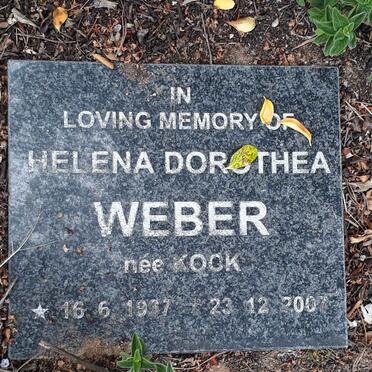 IN
LOVING MEMORY OF
HELENA DOROTHEA
WEBER
nee KOCK
☆ 16 6 1937 + 23 12 2007